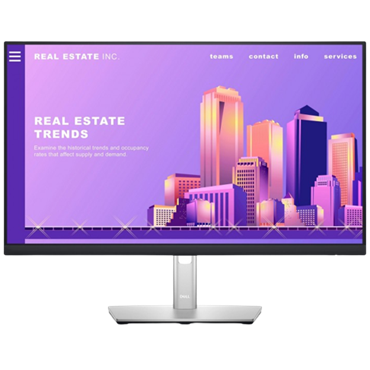 REAL ESTATE INC.
teams contact info services
REAL ESTATE
TRENDS
Examine the historical trends and occupancy
rates that effect supply and demand